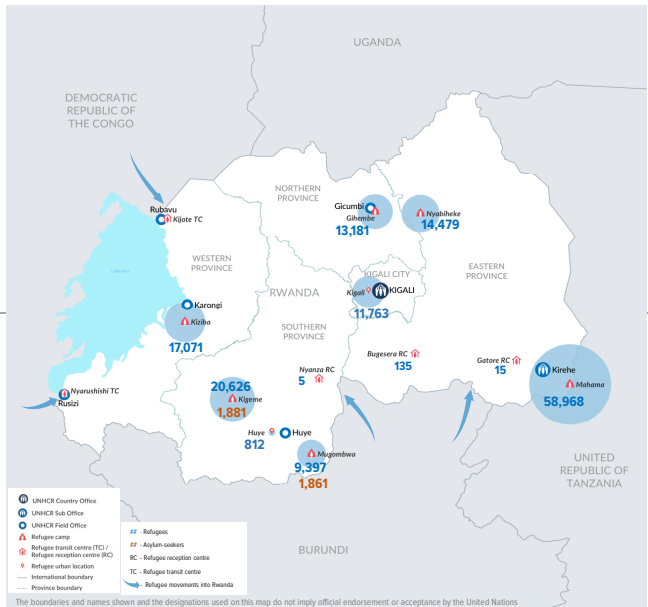 UGANDA
DEMOCRATIC
REPUBLIC OF
THE CONGO
NORTHERN
PROVINCE
Rubavu
Kijote TC
Gicumbi
Gihembe
13,181
Nyabiheke
14,479
WESTERN
PROVINCE
KIGALI CITY
EASTERN
PROVINCE
Kigali
KIGALI
11,763
RWANDA
Karongi
Kiziba
17,071
SOUTHERN
PROVINCE
Bugesera RC
135
Gatore RC
15
Kirehe
Mahama
58,968
Nyanza RC
5
Nyarushishi TC
Rusizi
20,626
Kigeme
1,881
Huye
812
Huye
Mugombwa
9,397
1,861
UNITED
REPUBLIC OF
TANZANIA
BURUNDI
UNHCR Country Office
UNHCR Sub Office
UNHCR Field Office
Refugee camp
Refugee transit centre (TC) /
Refugee reception centre (RC)
Refugee urban location
International boundary
Province boundary
## - Refugees
## - Asylum-seekers
RC - Refugee reception centre
TC - Refugee transit centre
- Refugee movements into Rwanda
The boundaries and names shown and the designations used on this map do not imply official endorsement or acceptance by the United Nations